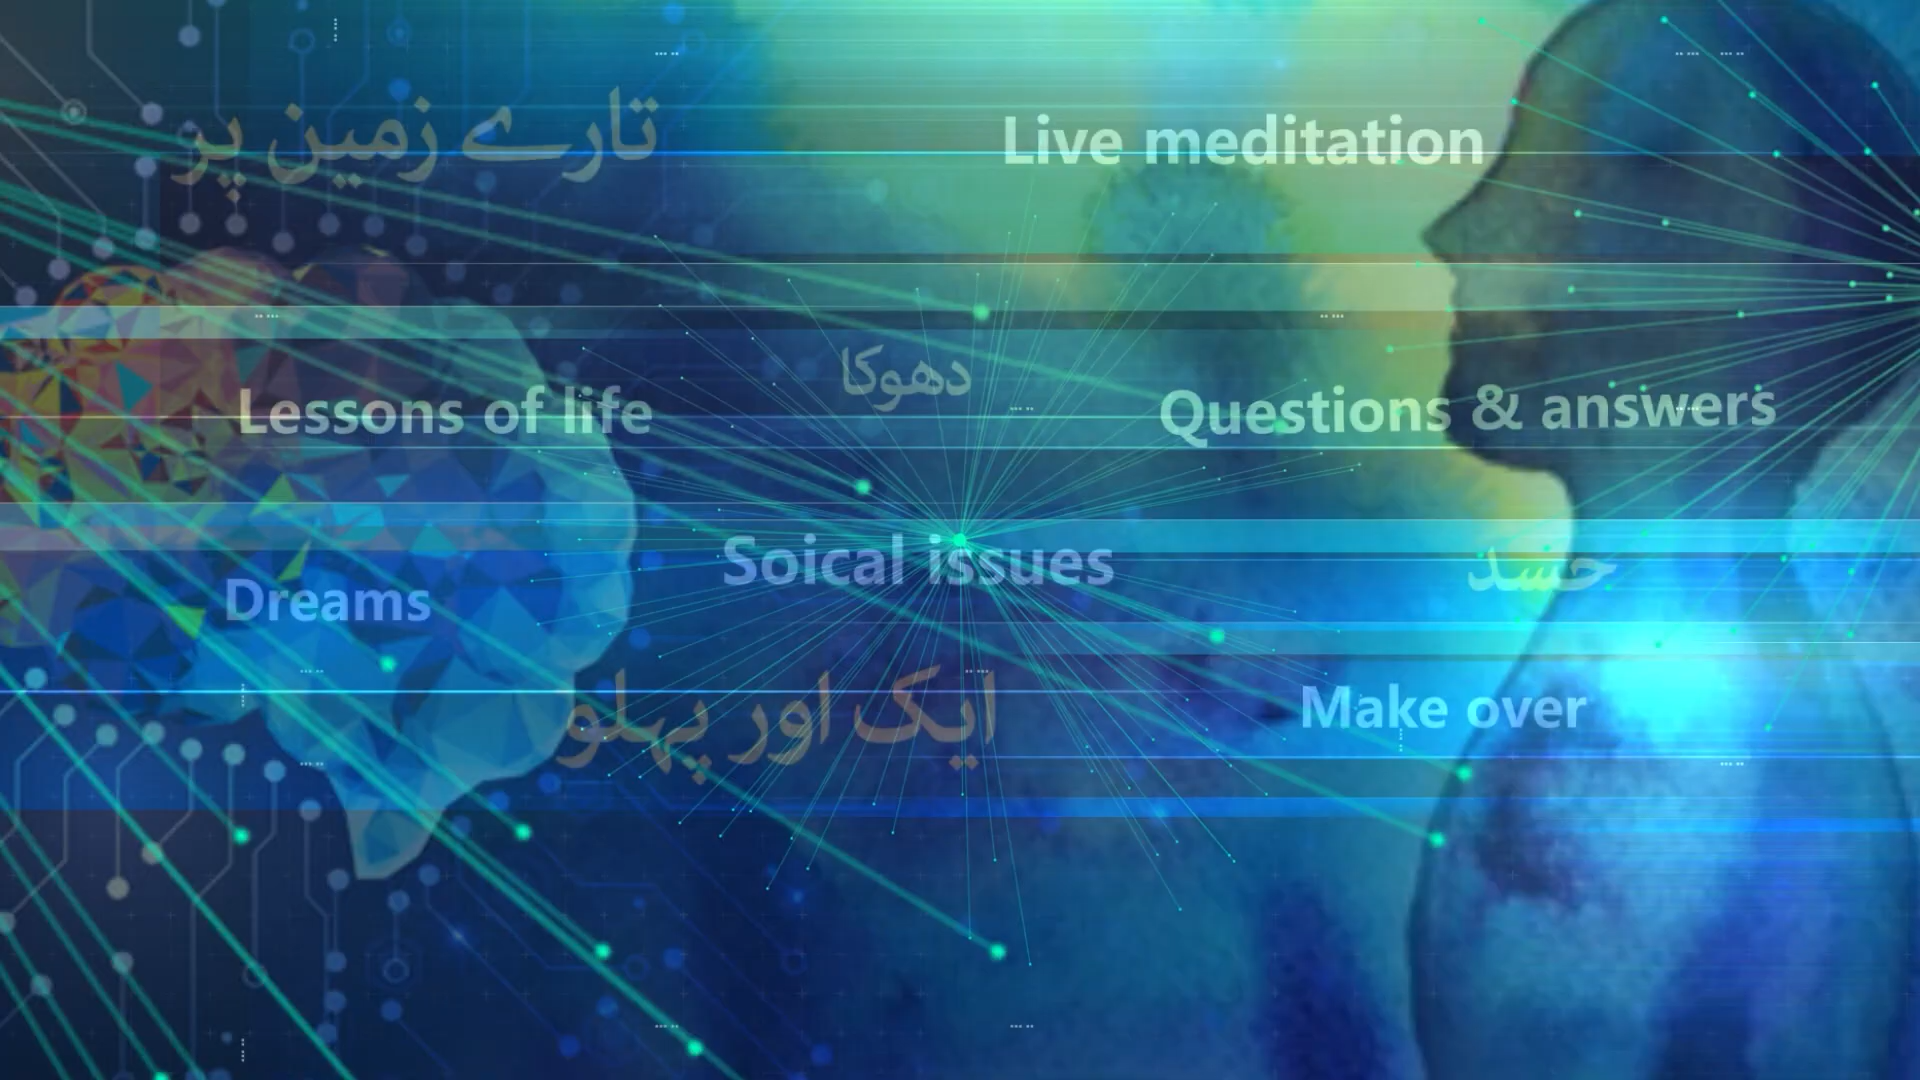 تارے زمین پر
Live meditation
دھوکا
Lessons of life
Questions & answers
Soical issues
حسد
Dreams
ایک اور پہلو
Make over